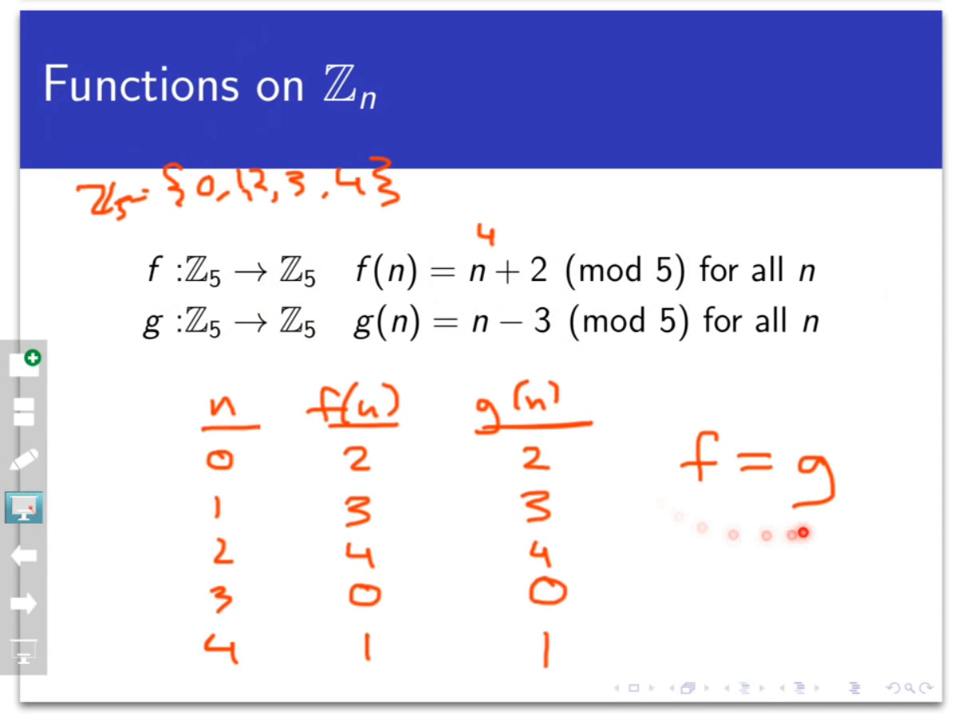 Functions on ℤₙ
ℤ₅ = {0, 1 2, 3, 4}
4
f : ℤ₅ → ℤ₅ f(n) = n + 2 (mod 5) for all n
g : ℤ₅ → ℤ₅ g(n) = n − 3 (mod 5) for all n
n f(n) g(n)
0 2 2
1 3 3
2 4 4
3 0 0
4 1 1
f = g